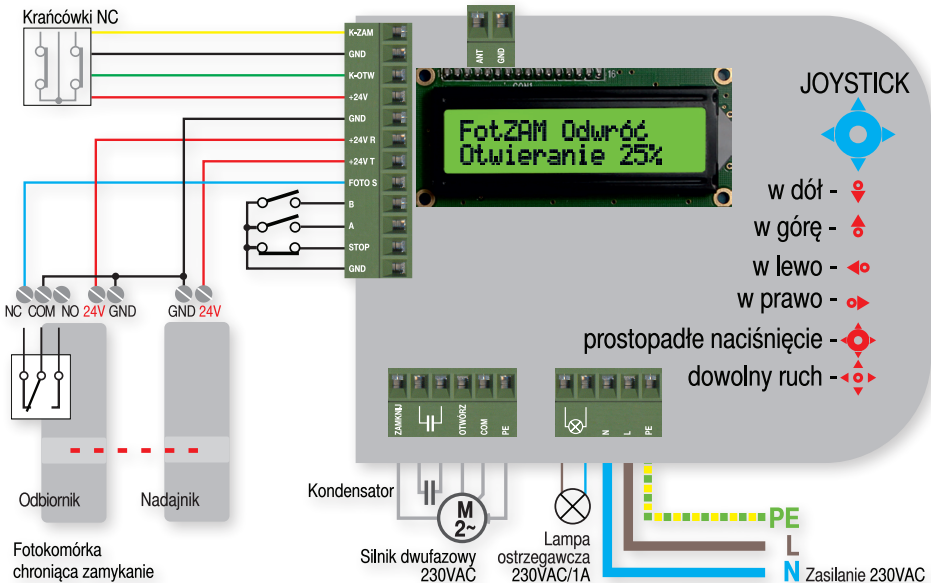 Krańcówki NC
K-ZAM
GND
K-OTW
+24V
GND
+24V R
+24V T
FOTO S
B
A
STOP
GND
ANT
GND
CON1
16
FotZAM Odwróć
Otwieranie 25%
JOYSTICK
w dół -
w górę -
w lewo -
w prawo -
prostopadłe naciśnięcie -
dowolny ruch -
NC COM NO 24V GND
GND 24V
Odbiornik
Nadajnik
Fotokomórka
chroniąca zamykanie
ZAMKNIJ
OTWÓRZ
COM
PE
N
L
PE
Kondensator
M
2~
Silnik dwufazowy
230VAC
Lampa
ostrzegawcza
230VAC/1A
PE
L
N Zasilanie 230VAC